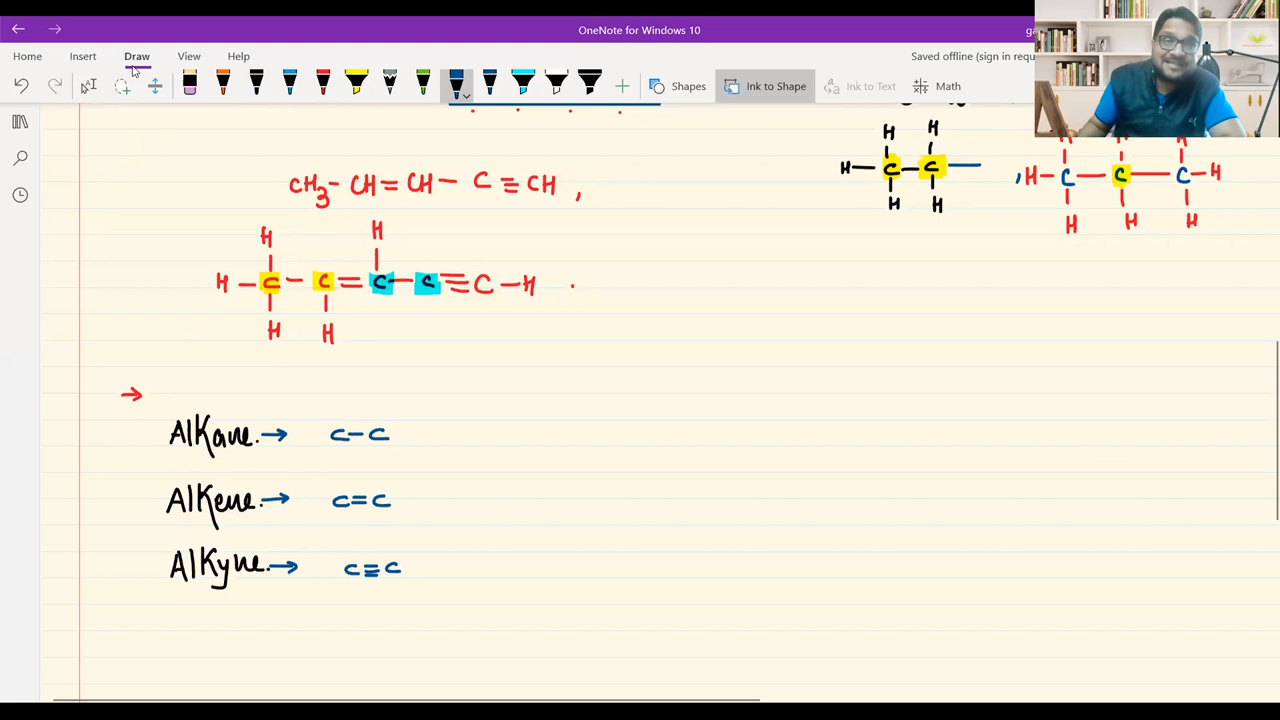 OneNote for Windows 10
ga
Home Insert Draw View Help
Saved offline (sign in requ
Shapes Ink to Shape Ink to Text Math
CH3 - CH = CH - C ≡ CH ,
H H
H - C - C = C - C ≡ C - H .
H H
H H
H - C - C -
H H
, H - C - C - C - H
H H H
→
Alkane. → C - C
Alkene. → C = C
Alkyne. → C ≡ C